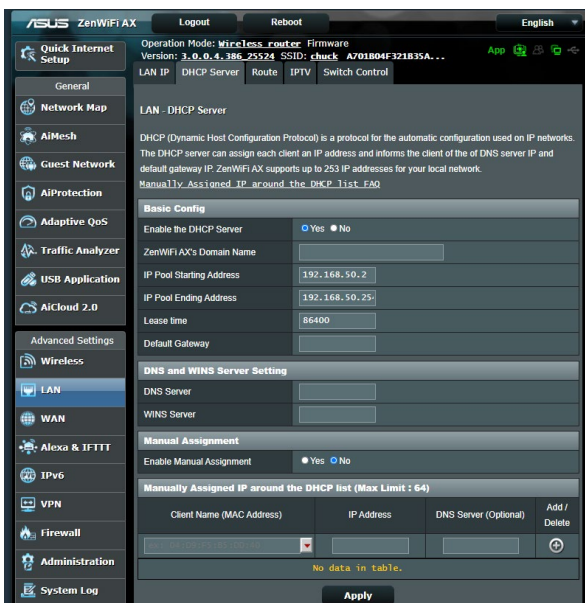 ASUS ZenWiFi AX Logout Reboot English
Quick Internet Setup
General
Network Map
AiMesh
Guest Network
AiProtection
Adaptive QoS
Traffic Analyzer
USB Application
AiCloud 2.0
Advanced Settings
Wireless
LAN
WAN
Alexa & IFTTT
IPv6
VPN
Firewall
Administration
System Log
Operation Mode: Wireless router Firmware
Version: 3.0.0.4.386_25524 SSID: chuck A701B04F321B35A...
App
LAN IP DHCP Server Route IPTV Switch Control
LAN - DHCP Server
DHCP (Dynamic Host Configuration Protocol) is a protocol for the automatic configuration used on IP networks.
The DHCP server can assign each client an IP address and informs the client of the of DNS server IP and
default gateway IP. ZenWiFi AX supports up to 253 IP addresses for your local network.
Manually Assigned IP around the DHCP list FAQ
Basic Config
Enable the DHCP Server Yes No
ZenWiFi AX's Domain Name
IP Pool Starting Address 192.168.50.2
IP Pool Ending Address 192.168.50.25
Lease time 86400
Default Gateway
DNS and WINS Server Setting
DNS Server
WINS Server
Manual Assignment
Enable Manual Assignment Yes No
Manually Assigned IP around the DHCP list (Max Limit : 64)
Client Name (MAC Address) IP Address DNS Server (Optional) Add / Delete
No data in table.
Apply